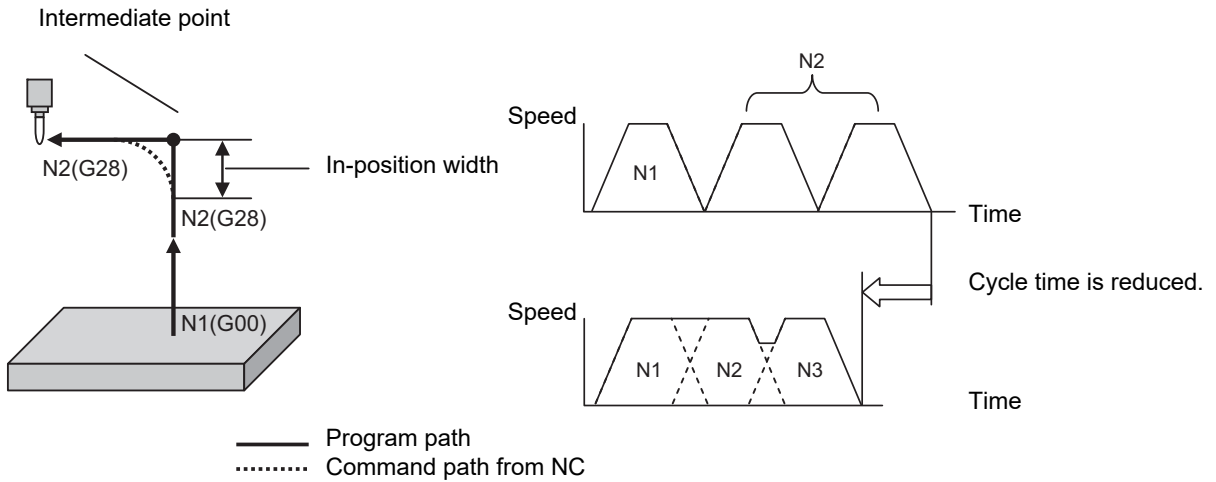 Intermediate point
N2(G28)
In-position width
N2(G28)
N1(G00)
N2
Speed
N1
Time
Cycle time is reduced.
Speed
N1
N2
N3
Time
Program path
Command path from NC